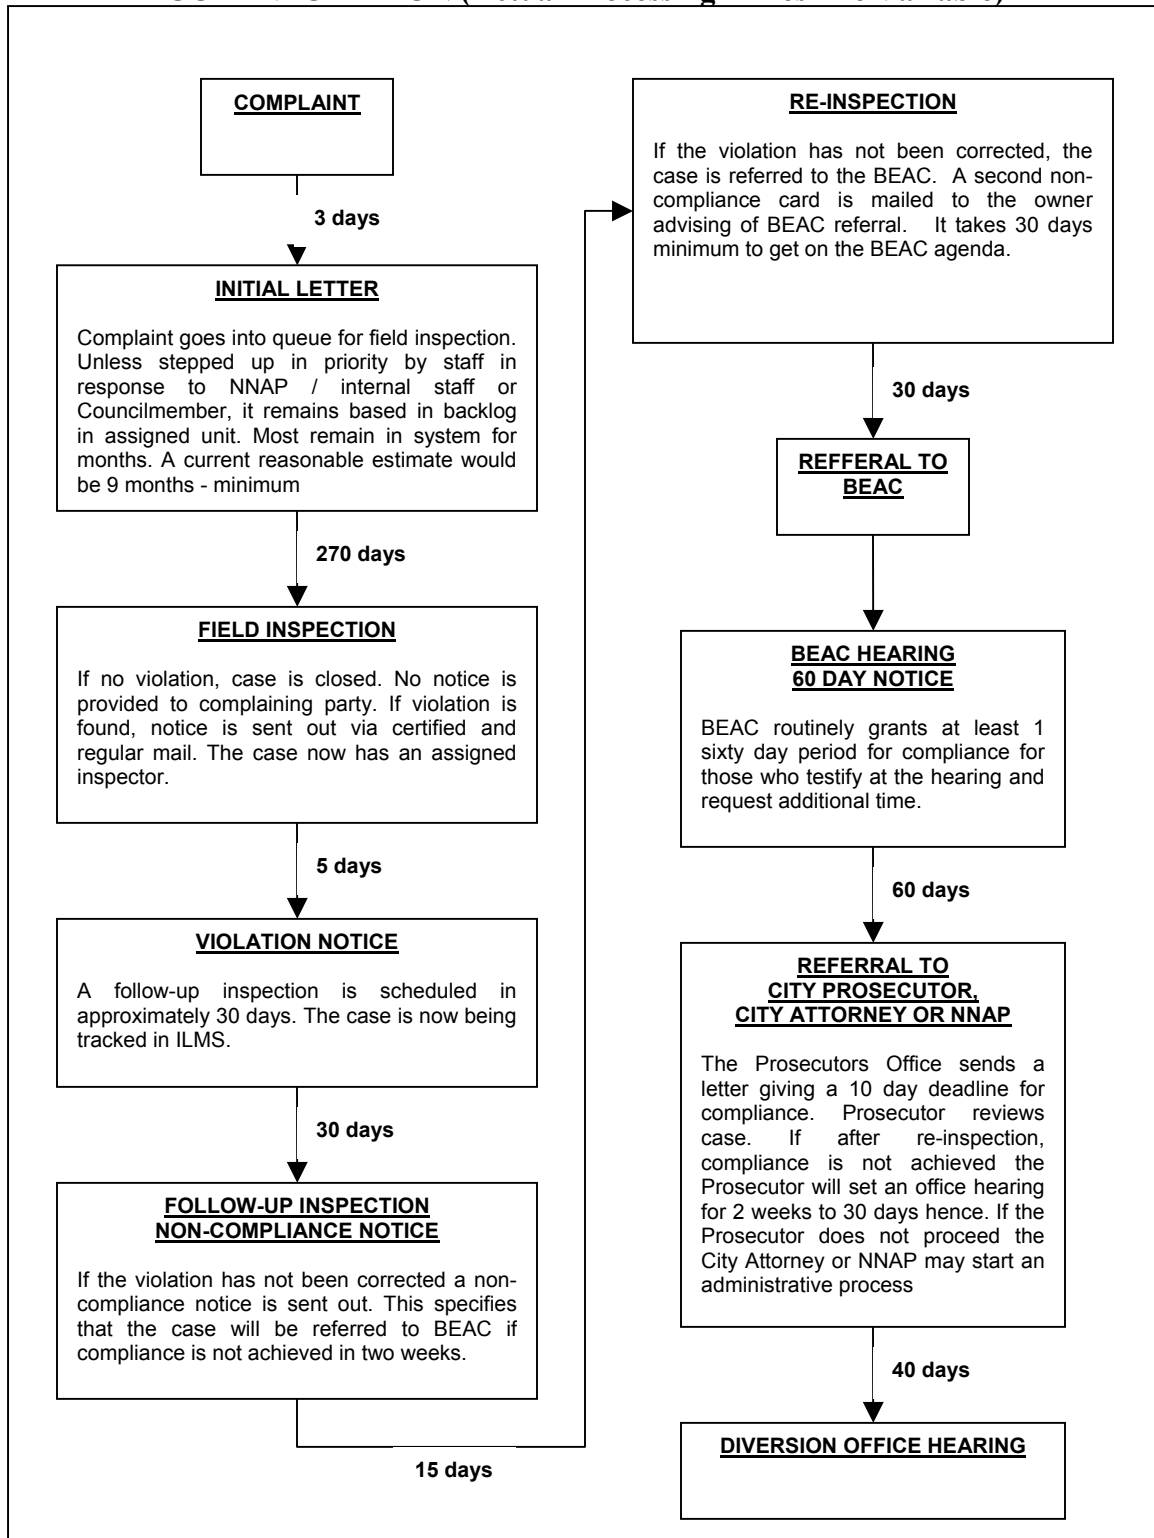 COMPLAINT
3 days
INITIAL LETTER
Complaint goes into queue for field inspection.
Unless stepped up in priority by staff in
response to NNAP / internal staff or
Councilmember, it remains based in backlog
in assigned unit. Most remain in system for
months. A current reasonable estimate would
be 9 months - minimum
270 days
FIELD INSPECTION
If no violation, case is closed. No notice is
provided to complaining party. If violation is
found, notice is sent out via certified and
regular mail. The case now has an assigned
inspector.
5 days
VIOLATION NOTICE
A follow-up inspection is scheduled in
approximately 30 days. The case is now being
tracked in ILMS.
30 days
FOLLOW-UP INSPECTION
NON-COMPLIANCE NOTICE
If the violation has not been corrected a non-
compliance notice is sent out. This specifies
that the case will be referred to BEAC if
compliance is not achieved in two weeks.
15 days
RE-INSPECTION
If the violation has not been corrected, the
case is referred to the BEAC. A second non-
compliance card is mailed to the owner
advising of BEAC referral. It takes 30 days
minimum to get on the BEAC agenda.
30 days
REFFERAL TO
BEAC
BEAC HEARING
60 DAY NOTICE
BEAC routinely grants at least 1
sixty day period for compliance for
those who testify at the hearing and
request additional time.
60 days
REFERRAL TO
CITY PROSECUTOR,
CITY ATTORNEY OR NNAP
The Prosecutors Office sends a
letter giving a 10 day deadline for
compliance. Prosecutor reviews
case. If after re-inspection,
compliance is not achieved the
Prosecutor will set an office hearing
for 2 weeks to 30 days hence. If the
Prosecutor does not proceed the
City Attorney or NNAP may start an
administrative process
40 days
DIVERSION OFFICE HEARING